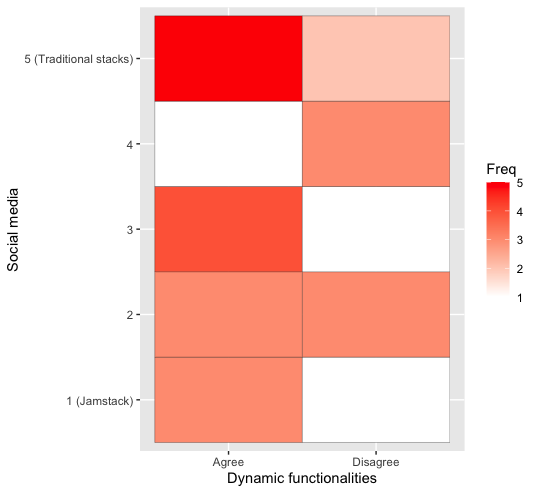 5 (Traditional stacks)
4
3
2
1 (Jamstack)
Social media
Agree Disagree
Dynamic functionalities
Freq
5
4
3
2
1